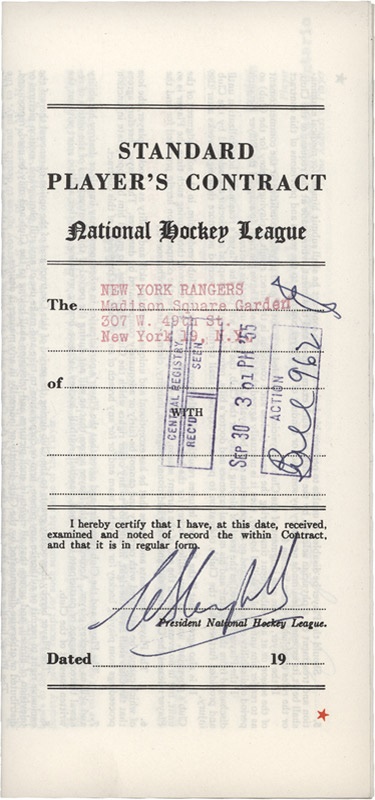 STANDARD
PLAYER'S CONTRACT
National Hockey League
NEW YORK RANGERS
The Madison Square Garden
307 W. 49th St.
New York 19, N.Y.
of
WITH
CENTRAL REGISTRY
REC'D
SEEN
SEP 30 3 01 PM '55
ACTION
I hereby certify that I have, at this date, received,
examined and noted of record the within Contract,
and that it is in regular form.
President National Hockey League.
Dated 19